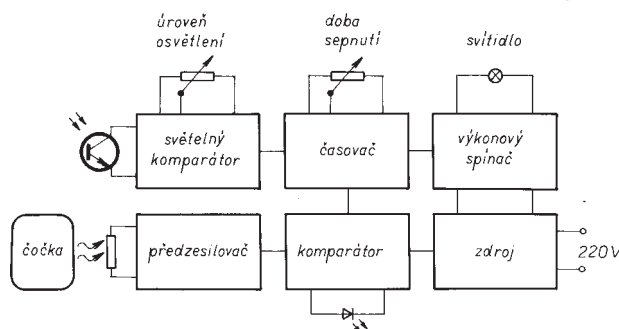 úroveň
osvětlení
doba
sepnutí
svítidlo
světelný
komparátor
časovač
výkonový
spínač
čočka
předzesilovač
komparátor
zdroj
220V